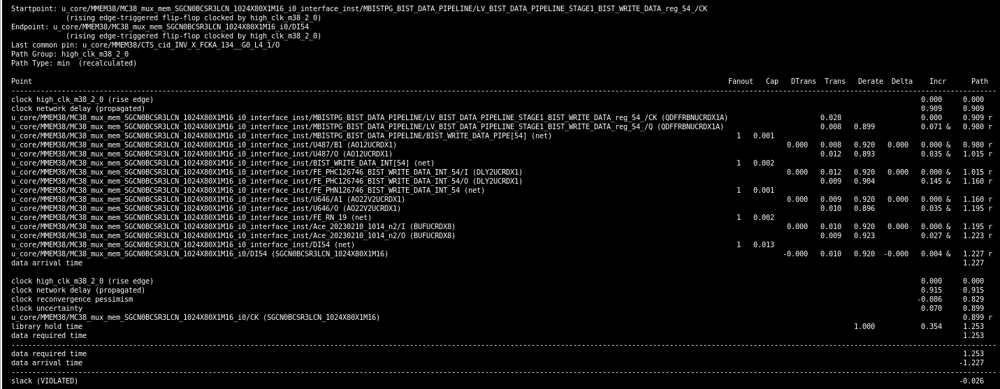 Startpoint: u_core/MMEM38/MC38_mux_mem_SGCN0BCSR3LCN_1024X80X1M16_i0_interface_inst/MBISTPG_BIST_DATA_PIPELINE/LV_BIST_DATA_PIPELINE_STAGE1_BIST_WRITE_DATA_reg_54_/CK
(rising edge-triggered flip-flop clocked by high_clk_m38_2_0)
Endpoint: u_core/MMEM38/MC38_mux_mem_SGCN0BCSR3LCN_1024X80X1M16_i0/DI54
(rising edge-triggered flip-flop clocked by high_clk_m38_2_0)
Last common pin: u_core/MMEM38/CTS_cid_INV_X_FCKA_134__G0_L4_1/O
Path Group: high_clk_m38_2_0
Path Type: min (recalculated)
Point Fanout Cap DTrans Trans Derate Delta Incr Path
------------------------------------------------------------------------------------------
clock high_clk_m38_2_0 (rise edge) 0.000 0.000
clock network delay (propagated) 0.909 0.909
u_core/MMEM38/MC38_mux_mem_SGCN0BCSR3LCN_1024X80X1M16_i0_interface_inst/MBISTPG_BIST_DATA_PIPELINE/LV_BIST_DATA_PIPELINE_STAGE1_BIST_WRITE_DATA_reg_54_/CK (QDFFRBNUCRDX1A) 0.028 0.000 0.909 r
u_core/MMEM38/MC38_mux_mem_SGCN0BCSR3LCN_1024X80X1M16_i0_interface_inst/MBISTPG_BIST_DATA_PIPELINE/LV_BIST_DATA_PIPELINE_STAGE1_BIST_WRITE_DATA_reg_54_/Q (QDFFRBNUCRDX1A) 0.008 0.899 0.071 & 0.980 r
u_core/MMEM38/MC38_mux_mem_SGCN0BCSR3LCN_1024X80X1M16_i0_interface_inst/MBISTPG_BIST_DATA_PIPELINE/BIST_WRITE_DATA_PIPE[54] (net) 1 0.001
u_core/MMEM38/MC38_mux_mem_SGCN0BCSR3LCN_1024X80X1M16_i0_interface_inst/U487/B1 (AO12UCRDX1) 0.000 0.008 0.920 0.000 0.000 & 0.980 r
u_core/MMEM38/MC38_mux_mem_SGCN0BCSR3LCN_1024X80X1M16_i0_interface_inst/U487/O (AO12UCRDX1) 0.012 0.893 0.035 & 1.015 r
u_core/MMEM38/MC38_mux_mem_SGCN0BCSR3LCN_1024X80X1M16_i0_interface_inst/BIST_WRITE_DATA_INT[54] (net) 1 0.002
u_core/MMEM38/MC38_mux_mem_SGCN0BCSR3LCN_1024X80X1M16_i0_interface_inst/FE_PHC126746_BIST_WRITE_DATA_INT_54/I (DLY2UCRDX1) 0.000 0.012 0.920 0.000 0.000 & 1.015 r
u_core/MMEM38/MC38_mux_mem_SGCN0BCSR3LCN_1024X80X1M16_i0_interface_inst/FE_PHC126746_BIST_WRITE_DATA_INT_54/O (DLY2UCRDX1) 0.009 0.904 0.145 & 1.160 r
u_core/MMEM38/MC38_mux_mem_SGCN0BCSR3LCN_1024X80X1M16_i0_interface_inst/FE_PHN126746_BIST_WRITE_DATA_INT_54 (net) 1 0.001
u_core/MMEM38/MC38_mux_mem_SGCN0BCSR3LCN_1024X80X1M16_i0_interface_inst/U646/A1 (AO22V2UCRDX1) 0.000 0.009 0.920 0.000 0.000 & 1.160 r
u_core/MMEM38/MC38_mux_mem_SGCN0BCSR3LCN_1024X80X1M16_i0_interface_inst/U646/O (AO22V2UCRDX1) 0.010 0.896 0.035 & 1.195 r
u_core/MMEM38/MC38_mux_mem_SGCN0BCSR3LCN_1024X80X1M16_i0_interface_inst/FE_RN_19 (net) 1 0.002
u_core/MMEM38/MC38_mux_mem_SGCN0BCSR3LCN_1024X80X1M16_i0_interface_inst/Ace_20230210_1014_n2/I (BUFUCRDX8) 0.000 0.010 0.920 0.000 0.000 & 1.195 r
u_core/MMEM38/MC38_mux_mem_SGCN0BCSR3LCN_1024X80X1M16_i0_interface_inst/Ace_20230210_1014_n2/O (BUFUCRDX8) 0.009 0.923 0.027 & 1.223 r
u_core/MMEM38/MC38_mux_mem_SGCN0BCSR3LCN_1024X80X1M16_i0_interface_inst/DI54 (net) 1 0.013
u_core/MMEM38/MC38_mux_mem_SGCN0BCSR3LCN_1024X80X1M16_i0/DI54 (SGCN0BCSR3LCN_1024X80X1M16) -0.000 0.010 0.920 -0.000 0.004 & 1.227 r
data arrival time 1.227
clock high_clk_m38_2_0 (rise edge) 0.000 0.000
clock network delay (propagated) 0.915 0.915
clock reconvergence pessimism -0.086 0.829
clock uncertainty 0.070 0.899
u_core/MMEM38/MC38_mux_mem_SGCN0BCSR3LCN_1024X80X1M16_i0/CK (SGCN0BCSR3LCN_1024X80X1M16) 0.899 r
library hold time 1.000 0.354 1.253
data required time 1.253
------------------------------------------------------------------------------------------
data required time 1.253
data arrival time -1.227
------------------------------------------------------------------------------------------
slack (VIOLATED) -0.026